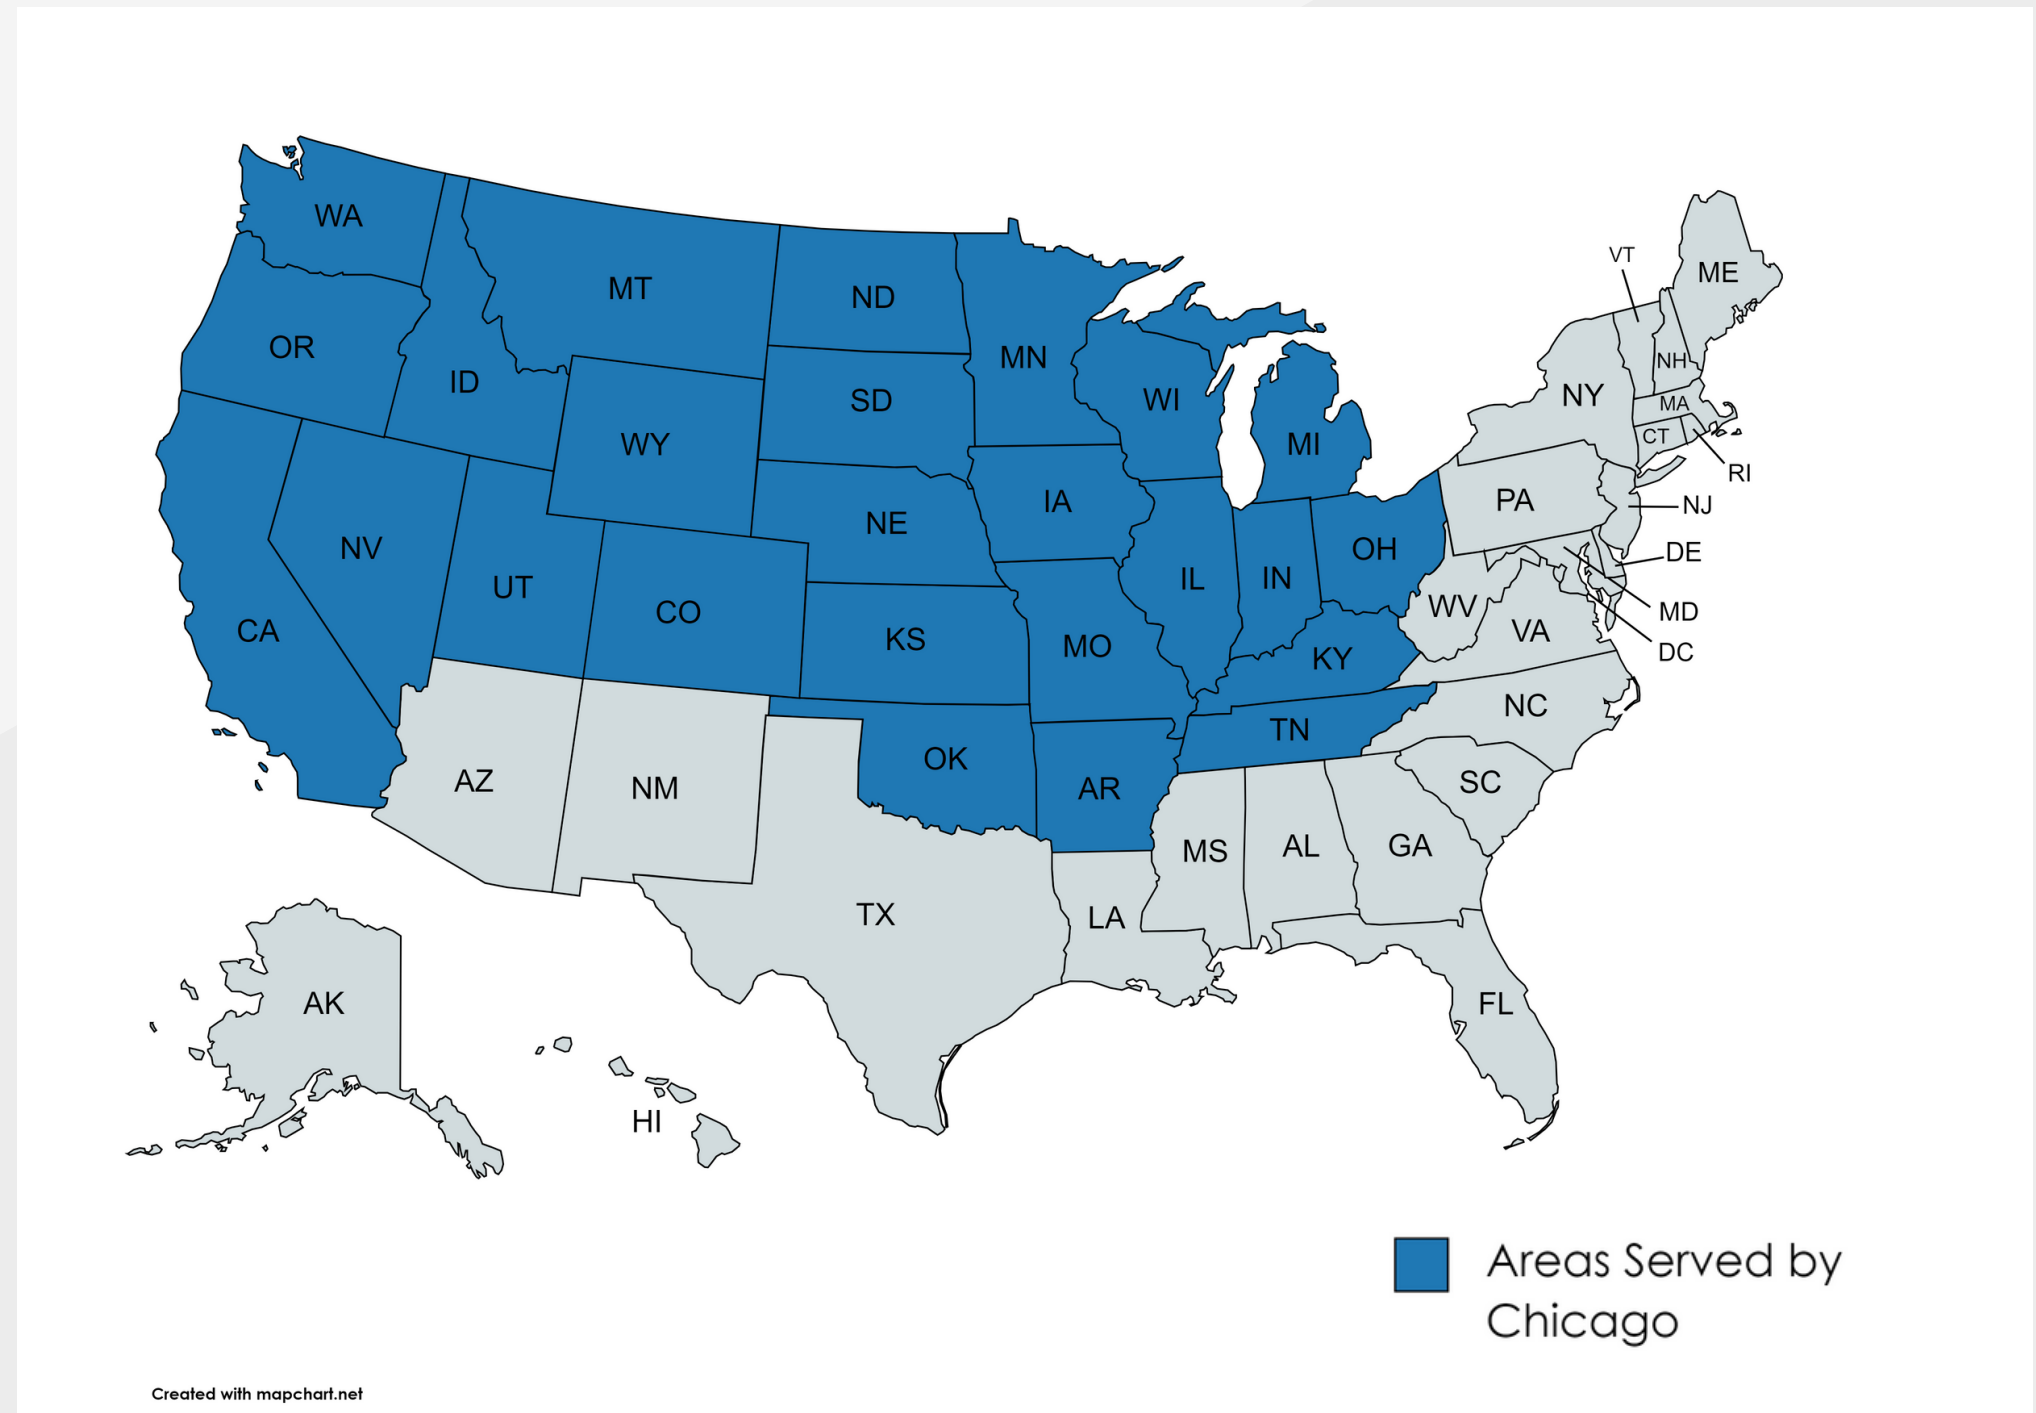 WA
MT
ND
VT
ME
OR
ID
MN
NH
SD
WI
NY
MA
WY
MI
CT
RI
IA
PA
NJ
NE
NV
OH
DE
UT
IL
IN
CO
WV
MD
CA
KS
MO
VA
DC
KY
NC
TN
OK
AZ
NM
AR
SC
MS
AL
GA
TX
LA
AK
FL
HI
Areas Served by
Chicago
Created with mapchart.net